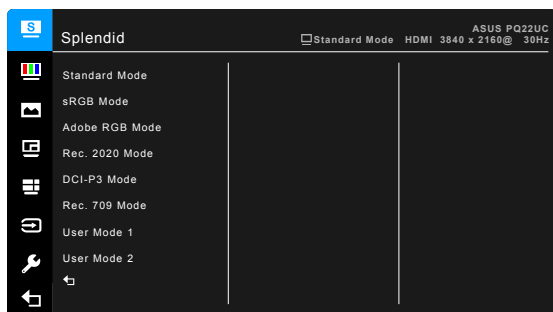 S
ASUS PQ22UC
Splendid
Standard Mode HDMI 3840 x 2160@ 30Hz
Standard Mode
sRGB Mode
Adobe RGB Mode
Rec. 2020 Mode
DCI-P3 Mode
Rec. 709 Mode
User Mode 1
User Mode 2